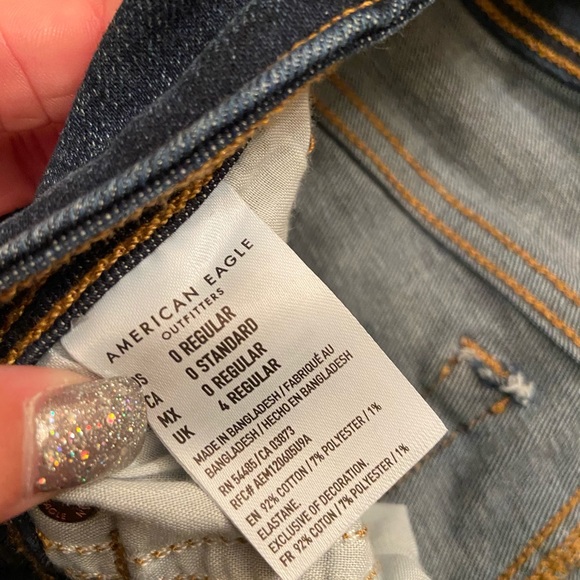 AMERICAN EAGLE
OUTFITTERS
US 0 REGULAR
CA 0 STANDARD
MX 0 REGULAR
UK 4 REGULAR
MADE IN BANGLADESH / FABRIQUÉ AU
BANGLADESH / HECHO EN BANGLADESH
RN 54485/CA 03873
RFC# AEM120405U9A
EN 92% COTTON / 7% POLYESTER / 1%
ELASTANE
EXCLUSIVE OF DECORATION
FR 92% COTON / 7% POLYESTER / 1%